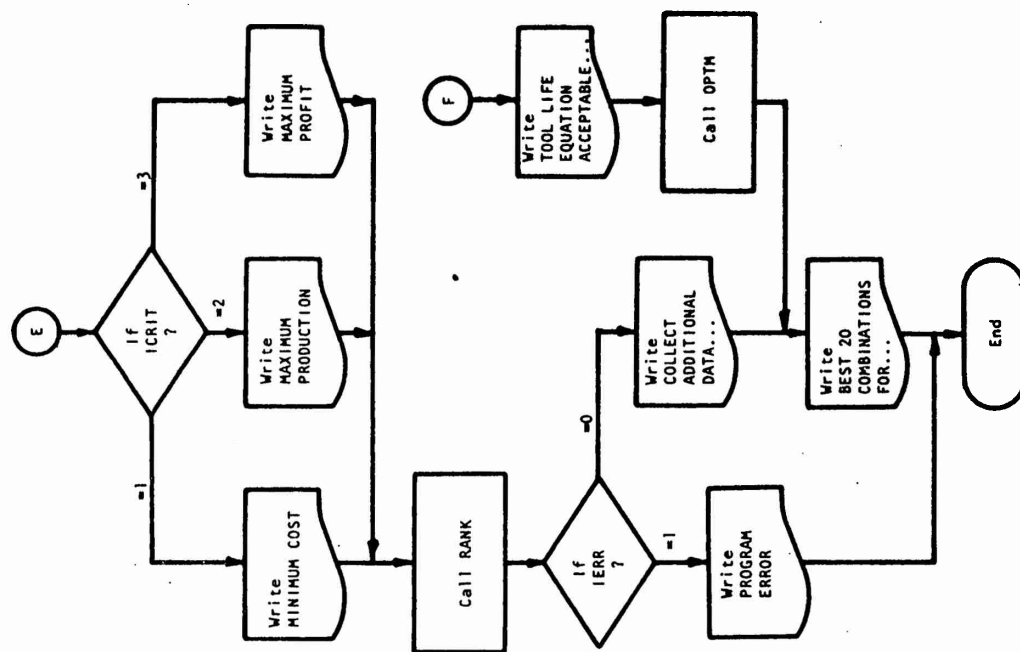 E
If
ICRIT
?
=1
=2
=3
Write
MINIMUM COST
Write
MAXIMUM
PRODUCTION
Write
MAXIMUM
PROFIT
Call RANK
If
IERR
?
=0
=1
Write
PROGRAM
ERROR
Write
COLLECT
ADDITIONAL
DATA...
F
Write
TOOL LIFE
EQUATION
ACCEPTABLE...
Call OPTM
Write
BEST 20
COMBINATIONS
FOR...
End